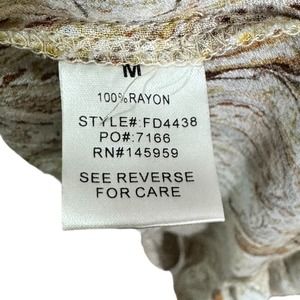 M
100%RAYON
STYLE#:FD4438
PO#:7166
RN#145959
SEE REVERSE
FOR CARE